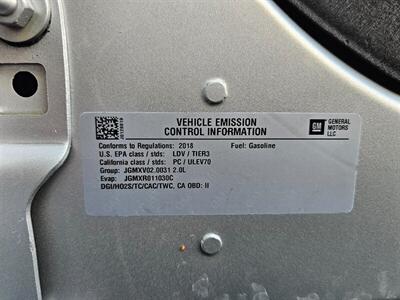 VEHICLE EMISSION
CONTROL INFORMATION
GM
GENERAL
MOTORS
LLC
Conforms to Regulations: 2018 Fuel: Gasoline
U.S. EPA class / stds: LDV / TIER3
California class / stds: PC / ULEV70
Group: JGMXV02.0031 2.0L
Evap: JGMXR011030C
DGI/HO2S/TC/CAC/TWC, CA OBD: II